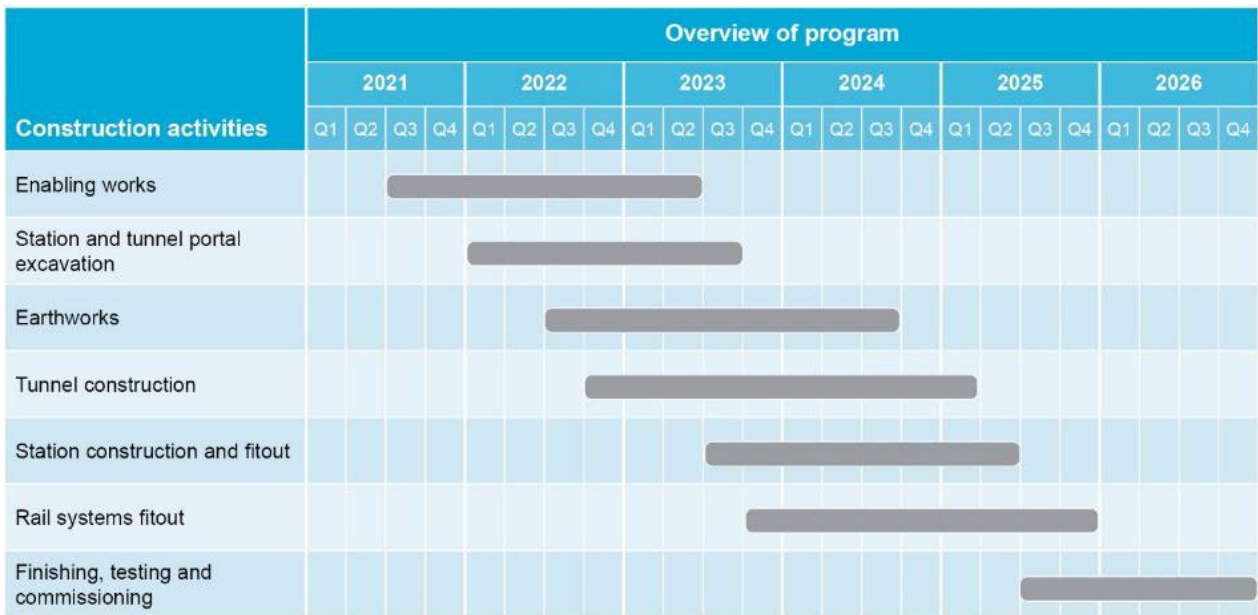 Overview of program
2021 2022 2023 2024 2025 2026
Construction activities Q1 Q2 Q3 Q4 Q1 Q2 Q3 Q4 Q1 Q2 Q3 Q4 Q1 Q2 Q3 Q4 Q1 Q2 Q3 Q4 Q1 Q2 Q3 Q4
Enabling works
Station and tunnel portal
excavation
Earthworks
Tunnel construction
Station construction and fitout
Rail systems fitout
Finishing, testing and
commissioning